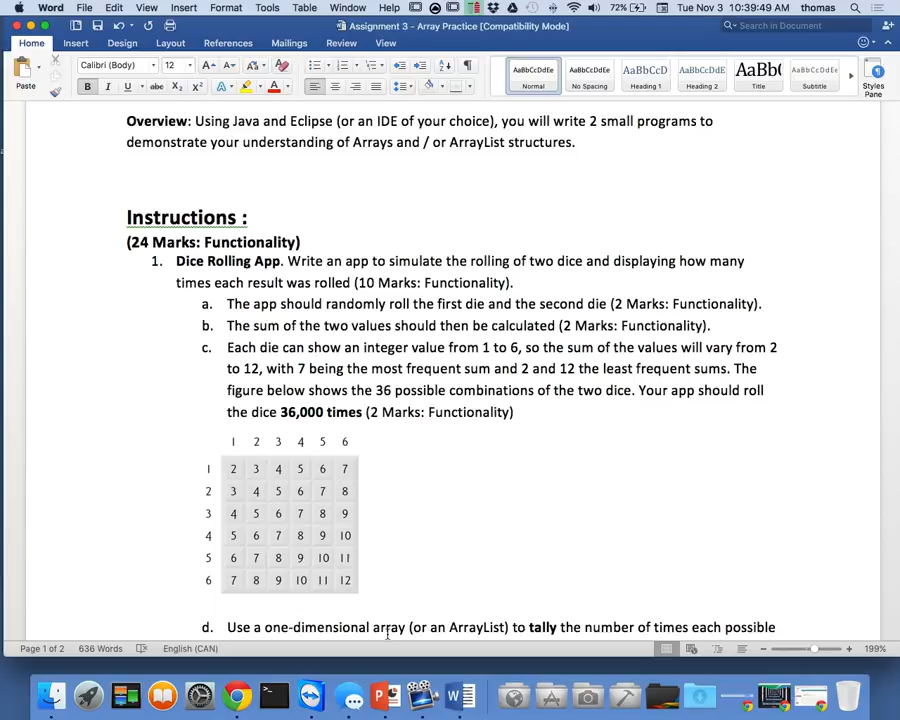 Word File Edit View Insert Format Tools Table Window Help 72% Tue Nov 3 10:39:49 AM thomas
Assignment 3 - Array Practice [Compatibility Mode] Search in Document
Home Insert Design Layout References Mailings Review View
Calibri (Body) 12 AaBbCcDdEe AaBbCcDdEe AaBbCcD AaBbCcDdE AaBb( AaBbCcDdEe
Paste B I U abc X₂ X² A A Normal No Spacing Heading 1 Heading 2 Title Subtitle Styles Pane
Overview: Using Java and Eclipse (or an IDE of your choice), you will write 2 small programs to
demonstrate your understanding of Arrays and / or ArrayList structures.
Instructions :
(24 Marks: Functionality)
1. Dice Rolling App. Write an app to simulate the rolling of two dice and displaying how many
times each result was rolled (10 Marks: Functionality).
a. The app should randomly roll the first die and the second die (2 Marks: Functionality).
b. The sum of the two values should then be calculated (2 Marks: Functionality).
c. Each die can show an integer value from 1 to 6, so the sum of the values will vary from 2
to 12, with 7 being the most frequent sum and 2 and 12 the least frequent sums. The
figure below shows the 36 possible combinations of the two dice. Your app should roll
the dice 36,000 times (2 Marks: Functionality)
1 2 3 4 5 6
1 2 3 4 5 6 7
2 3 4 5 6 7 8
3 4 5 6 7 8 9
4 5 6 7 8 9 10
5 6 7 8 9 10 11
6 7 8 9 10 11 12
d. Use a one-dimensional array (or an ArrayList) to tally the number of times each possible
Page 1 of 2 636 Words English (CAN) 199%